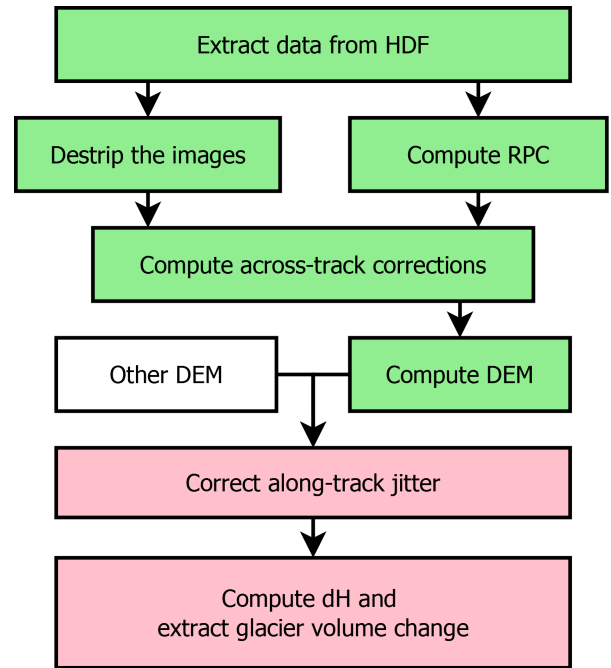 Extract data from HDF
Destrip the images
Compute RPC
Compute across-track corrections
Other DEM
Compute DEM
Correct along-track jitter
Compute dH and
extract glacier volume change